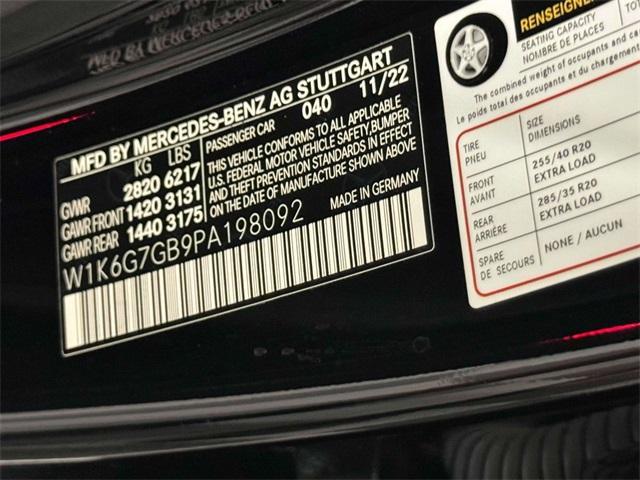 MFD BY MERCEDES-BENZ AG STUTTGART
KG LBS
GVWR 2820 6217
GAWR FRONT 1420 3131
GAWR REAR 1440 3175
PASSENGER CAR 040 11/22
THIS VEHICLE CONFORMS TO ALL APPLICABLE
U.S. FEDERAL MOTOR VEHICLE SAFETY, BUMPER
AND THEFT PREVENTION STANDARDS IN EFFECT
ON THE DATE OF MANUFACTURE SHOWN ABOVE
W1K6G7GB9PA198092
MADE IN GERMANY
SEATING CAPACITY
NOMBRE DE PLACES
The combined weight of occupants and
Le poids total des occupants et du chargement
TIRE
PNEU
SIZE
DIMENSIONS
FRONT
AVANT
255/40 R20
EXTRA LOAD
REAR
ARRIÈRE
285/35 R20
EXTRA LOAD
SPARE
DE SECOURS
NONE / AUCUN